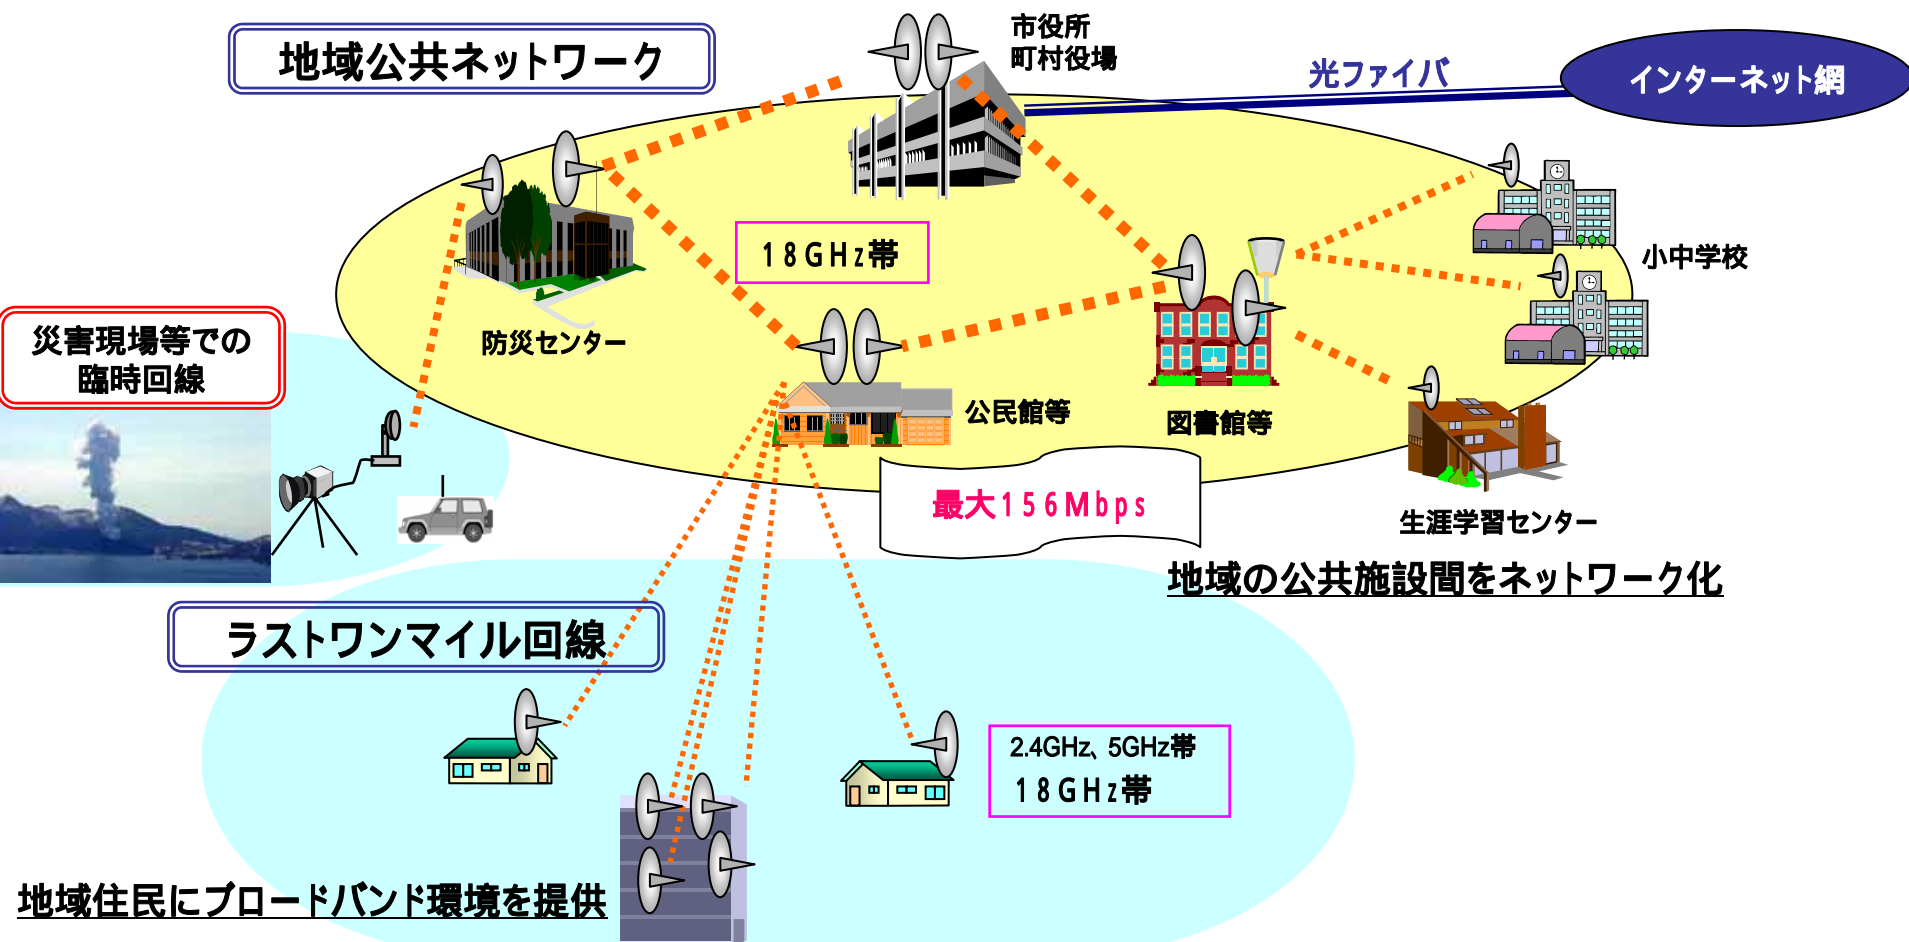 地域公共ネットワーク
市役所
町村役場
光ファイバ
インターネット網
18GHz帯
小中学校
防災センター
災害現場等での
臨時回線
公民館等
図書館等
最大156Mbps
生涯学習センター
地域の公共施設間をネットワーク化
ラストワンマイル回線
2.4GHz、5GHz帯
18GHz帯
地域住民にブロードバンド環境を提供